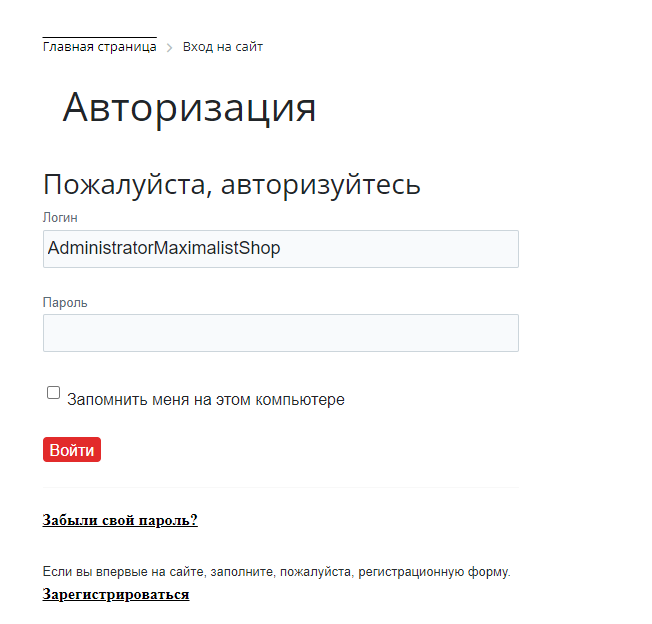 Главная страница > Вход на сайт
Авторизация
Пожалуйста, авторизуйтесь
Логин
AdministratorMaximalistShop
Пароль
Запомнить меня на этом компьютере
Войти
Забыли свой пароль?
Если вы впервые на сайте, заполните, пожалуйста, регистрационную форму.
Зарегистрироваться